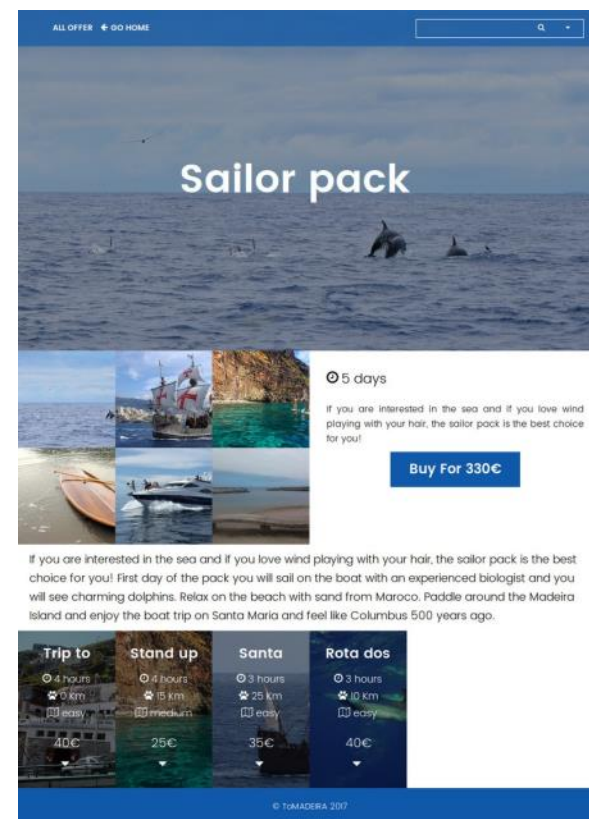 ALL OFFER GO HOME
Sailor pack
5 days
If you are interested in the sea and if you love wind
playing with your hair, the sailor pack is the best choice
for you!
Buy For 330€
If you are interested in the sea and if you love wind playing with your hair, the sailor pack is the best
choice for you! First day of the pack you will sail on the boat with an experienced biologist and you
will see charming dolphins. Relax on the beach with sand from Maroco. Paddle around the Madeira
Island and enjoy the boat trip on Santa Maria and feel like Columbus 500 years ago.
Trip to
4 hours
0 km
easy
40€
Stand up
4 hours
15 km
medium
25€
Santa
3 hours
25 km
easy
35€
Rota dos
3 hours
10 km
easy
40€
© ToMADEIRA 2017